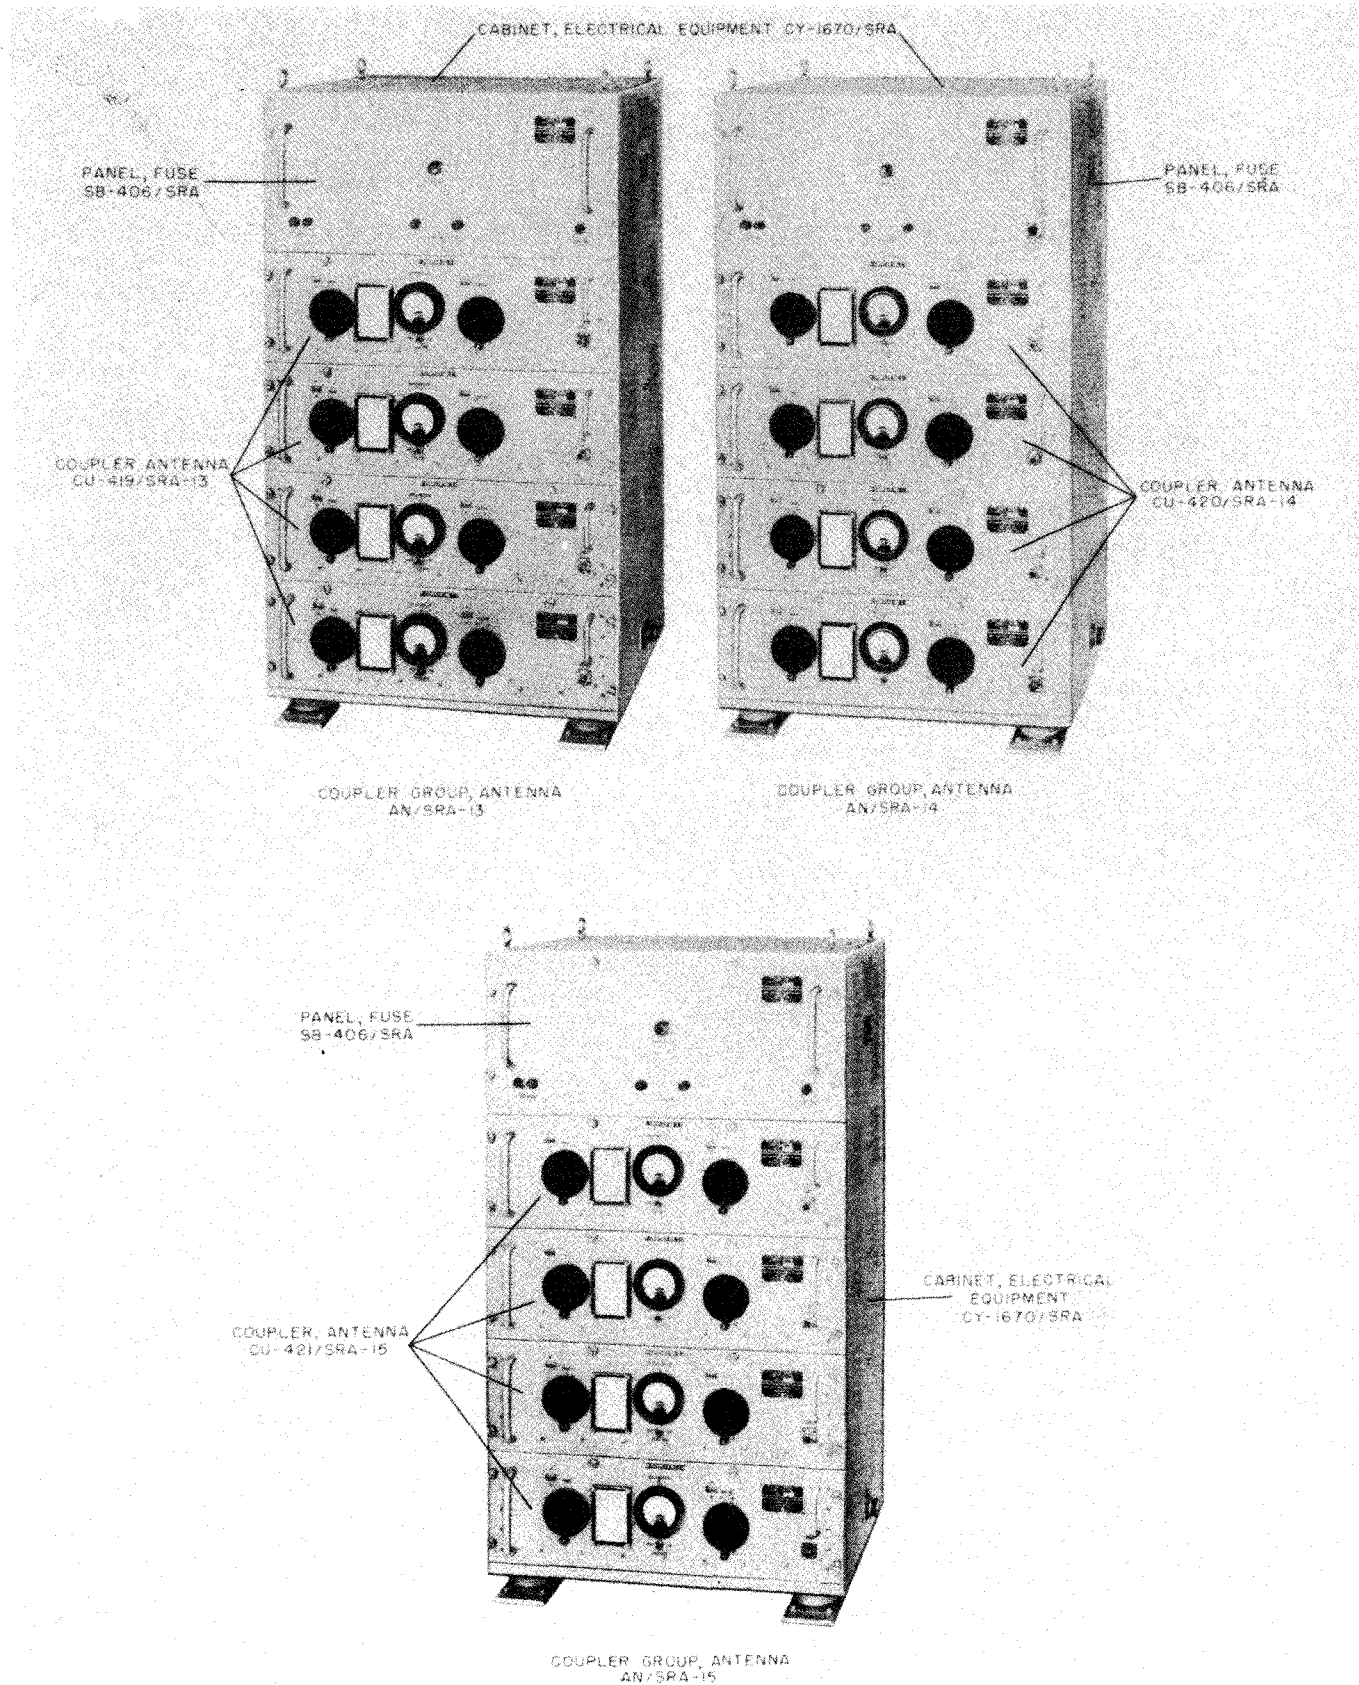 CABINET, ELECTRICAL EQUIPMENT CY-1670/SRA
PANEL, FUSE
SB-406/SRA
PANEL, FUSE
SB-406/SRA
COUPLER ANTENNA
CU-419/SRA-13
COUPLER, ANTENNA
CU-420/SRA-14
COUPLER GROUP, ANTENNA
AN/SRA-13
COUPLER GROUP, ANTENNA
AN/SRA-14
PANEL, FUSE
SB-406/SRA
CABINET, ELECTRICAL
EQUIPMENT
CY-1670/SRA
COUPLER, ANTENNA
CU-421/SRA-15
COUPLER GROUP, ANTENNA
AN/SRA-15